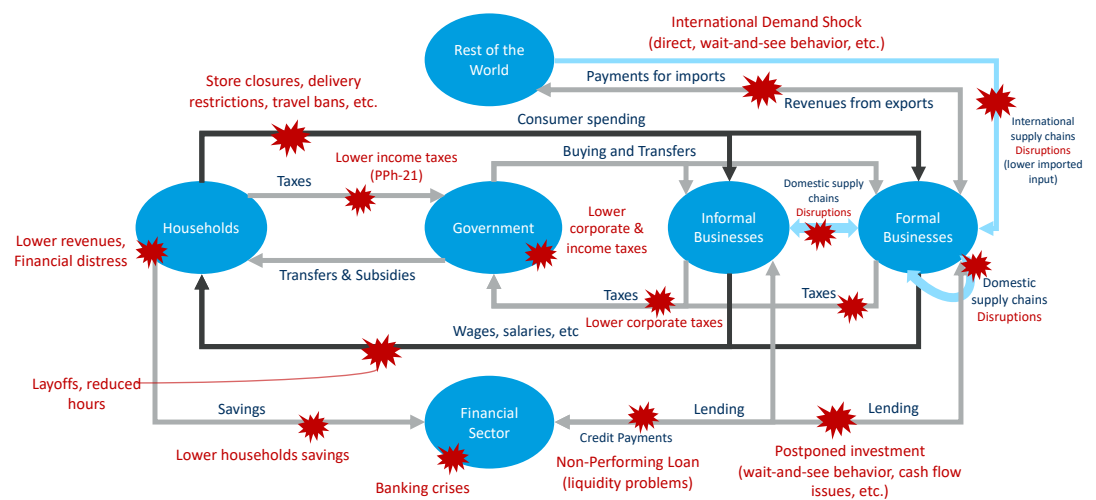 International Demand Shock
(direct, wait-and-see behavior, etc.)
Rest of the
World
Payments for imports
Revenues from exports
Store closures, delivery
restrictions, travel bans, etc.
Consumer spending
International
supply chains
Disruptions
(lower imported
input)
Lower income taxes
(PPh-21)
Buying and Transfers
Taxes
Domestic supply
chains
Disruptions
Households
Government
Lower
corporate &
income taxes
Informal
Businesses
Formal
Businesses
Lower revenues,
Financial distress
Transfers & Subsidies
Domestic
supply chains
Disruptions
Taxes
Taxes
Lower corporate taxes
Wages, salaries, etc
Layoffs, reduced
hours
Savings
Financial
Sector
Lending
Lending
Credit Payments
Lower households savings
Banking crises
Non-Performing Loan
(liquidity problems)
Postponed investment
(wait-and-see behavior, cash flow
issues, etc.)